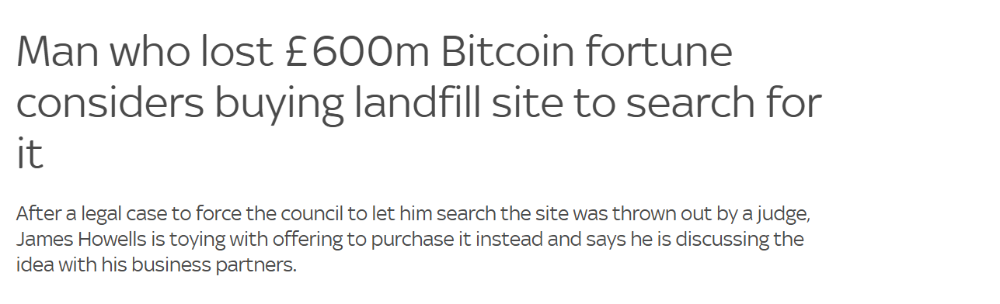 Man who lost £600m Bitcoin fortune
considers buying landfill site to search for
it
After a legal case to force the council to let him search the site was thrown out by a judge,
James Howells is toying with offering to purchase it instead and says he is discussing the
idea with his business partners.